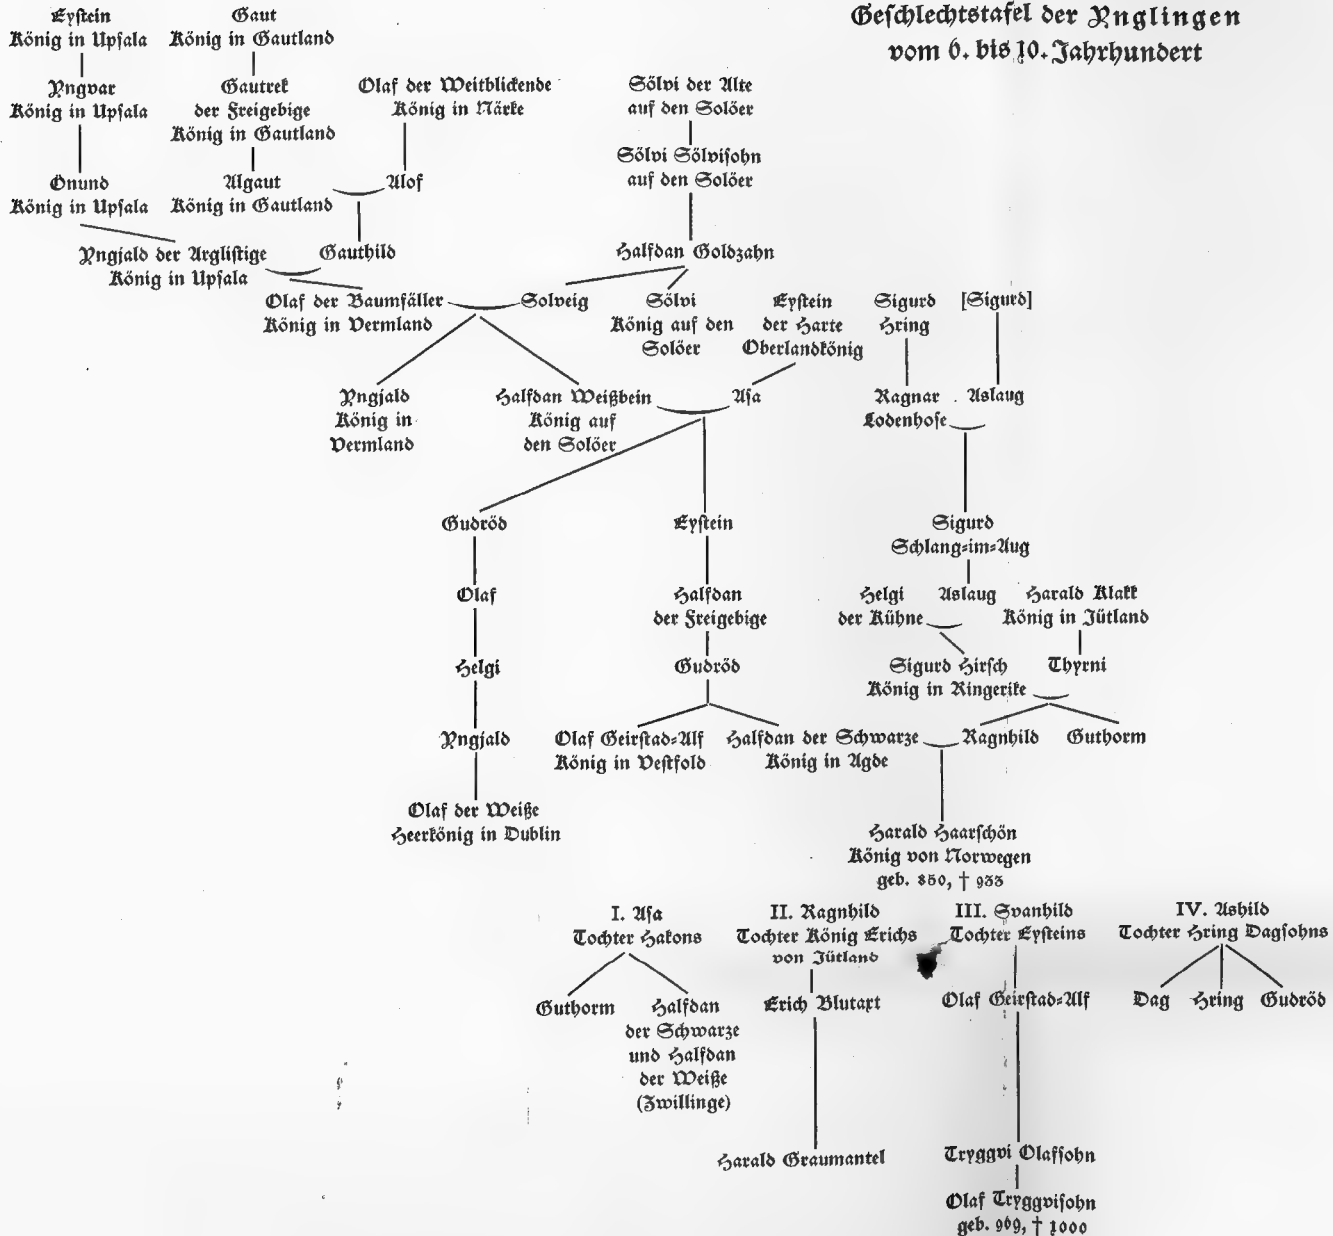 Geschlechtstafel der Ynglingen
vom 6. bis 10. Jahrhundert
Eystein
König in Upsala
Gaut
König in Gautland
Yngvar
König in Upsala
Gautrek
der Freigebige
König in Gautland
Olaf der Weitblickende
König in Närke
Sölvi der Alte
auf den Solöer
Sölvi Sölvisohn
auf den Solöer
Önund
König in Upsala
Algaut
König in Gautland
Alof
Yngjald der Arglistige
König in Upsala
Gauthild
Halfdan Goldzahn
Olaf der Baumfäller
König in Vermland
Solveig
Sölvi
König auf den
Solöer
Eystein
der Harte
Oberlandkönig
Sigurd
Hring
[Sigurd]
Yngjald
König in
Vermland
Halfdan Weißbein
König auf
den Solöer
Asa
Ragnar
Lodenhose
Aslaug
Gudröd
Eystein
Sigurd
Schlang-im-Aug
Olaf
Halfdan
der Freigebige
Helgi
der Kühne
Aslaug
Harald Klakk
König in Jütland
Helgi
Gudröd
Sigurd Hirsch
König in Ringerike
Thyrni
Yngjald
Olaf Geirstad-Alf
König in Vestfold
Halfdan der Schwarze
König in Agde
Ragnhild
Guthorm
Olaf der Weiße
Heerkönig in Dublin
Harald Haarschön
König von Norwegen
geb. 850, † 933
I. Asa
Tochter Hakons
II. Ragnhild
Tochter König Erichs
von Jütland
III. Svanhild
Tochter Eysteins
IV. Ashild
Tochter Hring Dagsohns
Guthorm
Halfdan
der Schwarze
und Halfdan
der Weiße
(Zwillinge)
Erich Blutaxt
Olaf Geirstad-Alf
Dag
Hring
Gudröd
Harald Graumantel
Tryggvi Olafsohn
Olaf Tryggvisohn
geb. 969, † 1000